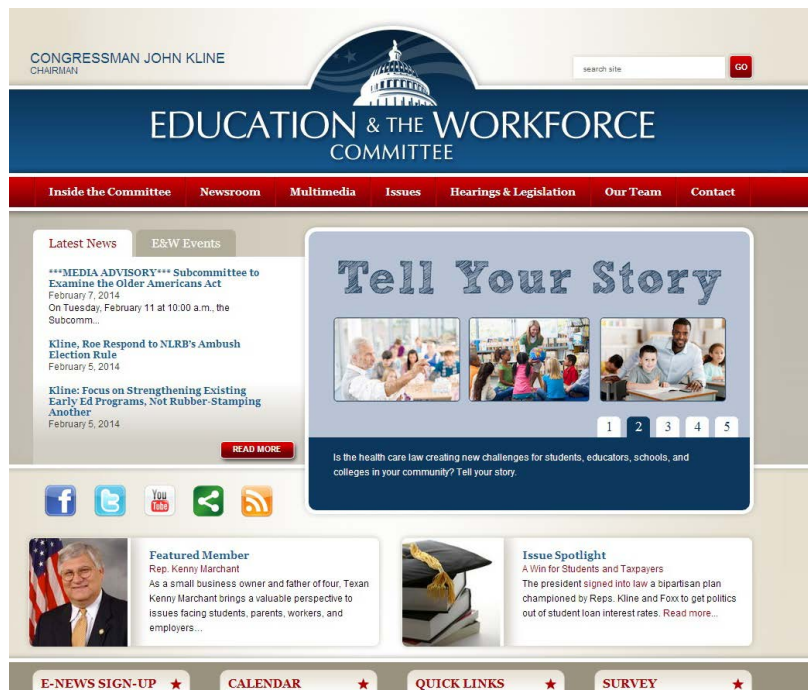 CONGRESSMAN JOHN KLINE
CHAIRMAN
search site
GO
EDUCATION & THE WORKFORCE
COMMITTEE
Inside the Committee Newsroom Multimedia Issues Hearings & Legislation Our Team Contact
Latest News E&W Events
***MEDIA ADVISORY*** Subcommittee to
Examine the Older Americans Act
February 7, 2014
On Tuesday, February 11 at 10:00 a.m., the
Subcomm...
Kline, Roe Respond to NLRB's Ambush
Election Rule
February 5, 2014
Kline: Focus on Strengthening Existing
Early Ed Programs, Not Rubber-Stamping
Another
February 5, 2014
READ MORE
Tell Your Story
1 2 3 4 5
Is the health care law creating new challenges for students, educators, schools, and
colleges in your community? Tell your story.
f
You
Tube
Featured Member
Rep. Kenny Marchant
As a small business owner and father of four, Texan
Kenny Marchant brings a valuable perspective to
issues facing students, parents, workers, and
employers...
Issue Spotlight
A Win for Students and Taxpayers
The president signed into law a bipartisan plan
championed by Reps. Kline and Foxx to get politics
out of student loan interest rates. Read more...
E-NEWS SIGN-UP CALENDAR QUICK LINKS SURVEY